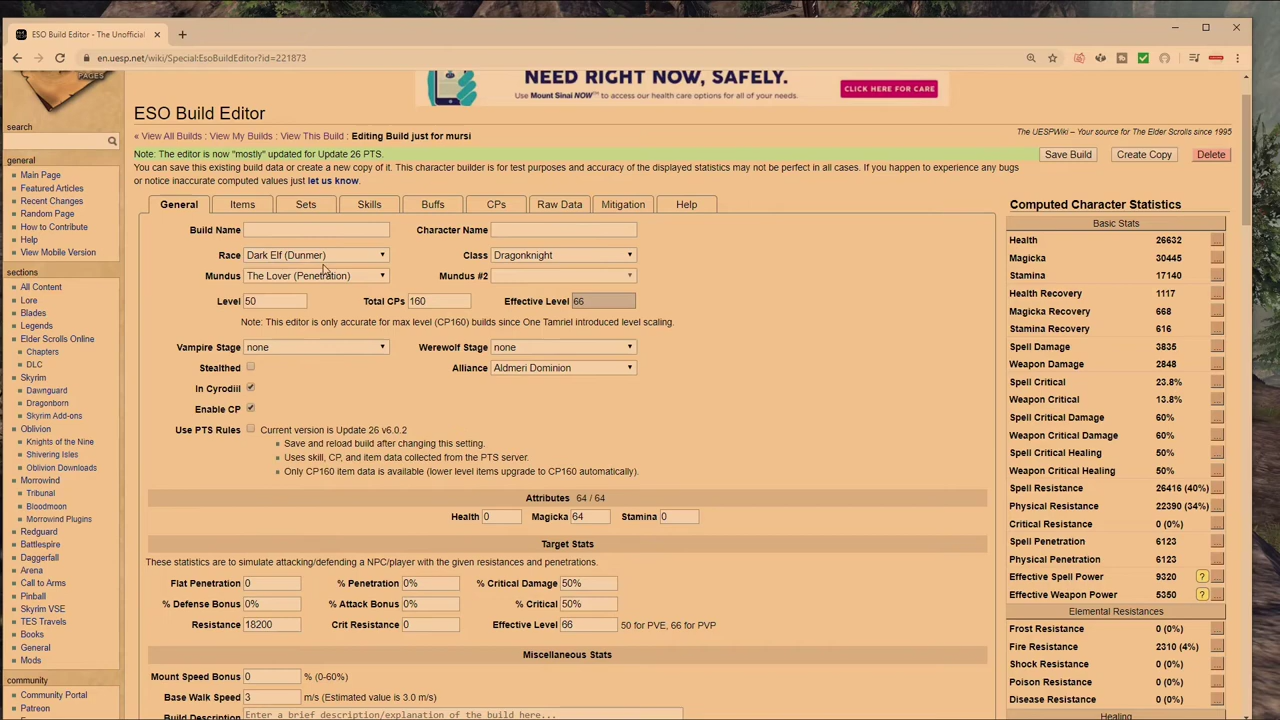 ESO Build Editor - The Unofficial
en.uesp.net/wiki/Special:EsoBuildEditor?id=221873
PAGES
NEED RIGHT NOW, SAFELY.
Use Mount Sinai NOW™ to access our health care options for all of your needs.
CLICK HERE FOR CARE
search
general
Main Page
Featured Articles
Recent Changes
Random Page
How to Contribute
Help
View Mobile Version
sections
All Content
Lore
Blades
Legends
Elder Scrolls Online
Chapters
DLC
Skyrim
Dawnguard
Dragonborn
Skyrim Add-ons
Oblivion
Knights of the Nine
Shivering Isles
Oblivion Downloads
Morrowind
Tribunal
Bloodmoon
Morrowind Plugins
Redguard
Battlespire
Daggerfall
Arena
Call to Arms
Pinball
Skyrim VSE
TES Travels
Books
General
Mods
community
Community Portal
Patreon
ESO Build Editor
The UESPWiki – Your source for The Elder Scrolls since 1995
« View All Builds : View My Builds : View This Build : Editing Build just for mursi
Note: The editor is now "mostly" updated for Update 26 PTS.
Save Build Create Copy Delete
You can save this existing build data or create a new copy of it. This character builder is for test purposes and accuracy of the displayed statistics may not be perfect in all cases. If you happen to experience any bugs
or notice inaccurate computed values just let us know.
General Items Sets Skills Buffs CPs Raw Data Mitigation Help
Build Name Character Name
Race Dark Elf (Dunmer) Class Dragonknight
Mundus The Lover (Penetration) Mundus #2
Level 50 Total CPs 160 Effective Level 66
Note: This editor is only accurate for max level (CP160) builds since One Tamriel introduced level scaling.
Vampire Stage none Werewolf Stage none
Stealthed Alliance Aldmeri Dominion
In Cyrodiil
Enable CP
Use PTS Rules Current version is Update 26 v6.0.2
Save and reload build after changing this setting.
Uses skill, CP, and item data collected from the PTS server.
Only CP160 item data is available (lower level items upgrade to CP160 automatically).
Attributes 64 / 64
Health 0 Magicka 64 Stamina 0
Target Stats
These statistics are to simulate attacking/defending a NPC/player with the given resistances and penetrations.
Flat Penetration 0 % Penetration 0% % Critical Damage 50%
% Defense Bonus 0% % Attack Bonus 0% % Critical 50%
Resistance 18200 Crit Resistance 0 Effective Level 66 50 for PVE, 66 for PVP
Miscellaneous Stats
Mount Speed Bonus 0 % (0-60%)
Base Walk Speed 3 m/s (Estimated value is 3.0 m/s)
Build Description Enter a brief description/explanation of the build here...
Computed Character Statistics
Basic Stats
Health 26632 ...
Magicka 30445 ...
Stamina 17140 ...
Health Recovery 1117 ...
Magicka Recovery 668 ...
Stamina Recovery 616 ...
Spell Damage 3835 ...
Weapon Damage 2848 ...
Spell Critical 23.8% ...
Weapon Critical 13.8% ...
Spell Critical Damage 60% ...
Weapon Critical Damage 60% ...
Spell Critical Healing 50% ...
Weapon Critical Healing 50% ...
Spell Resistance 26416 (40%) ...
Physical Resistance 22390 (34%) ...
Critical Resistance 0 (0%) ...
Spell Penetration 6123 ...
Physical Penetration 6123 ...
Effective Spell Power 9320 ? ...
Effective Weapon Power 5350 ? ...
Elemental Resistances
Frost Resistance 0 (0%) ...
Fire Resistance 2310 (4%) ...
Shock Resistance 0 (0%) ...
Poison Resistance 0 (0%) ...
Disease Resistance 0 (0%) ...
Healing